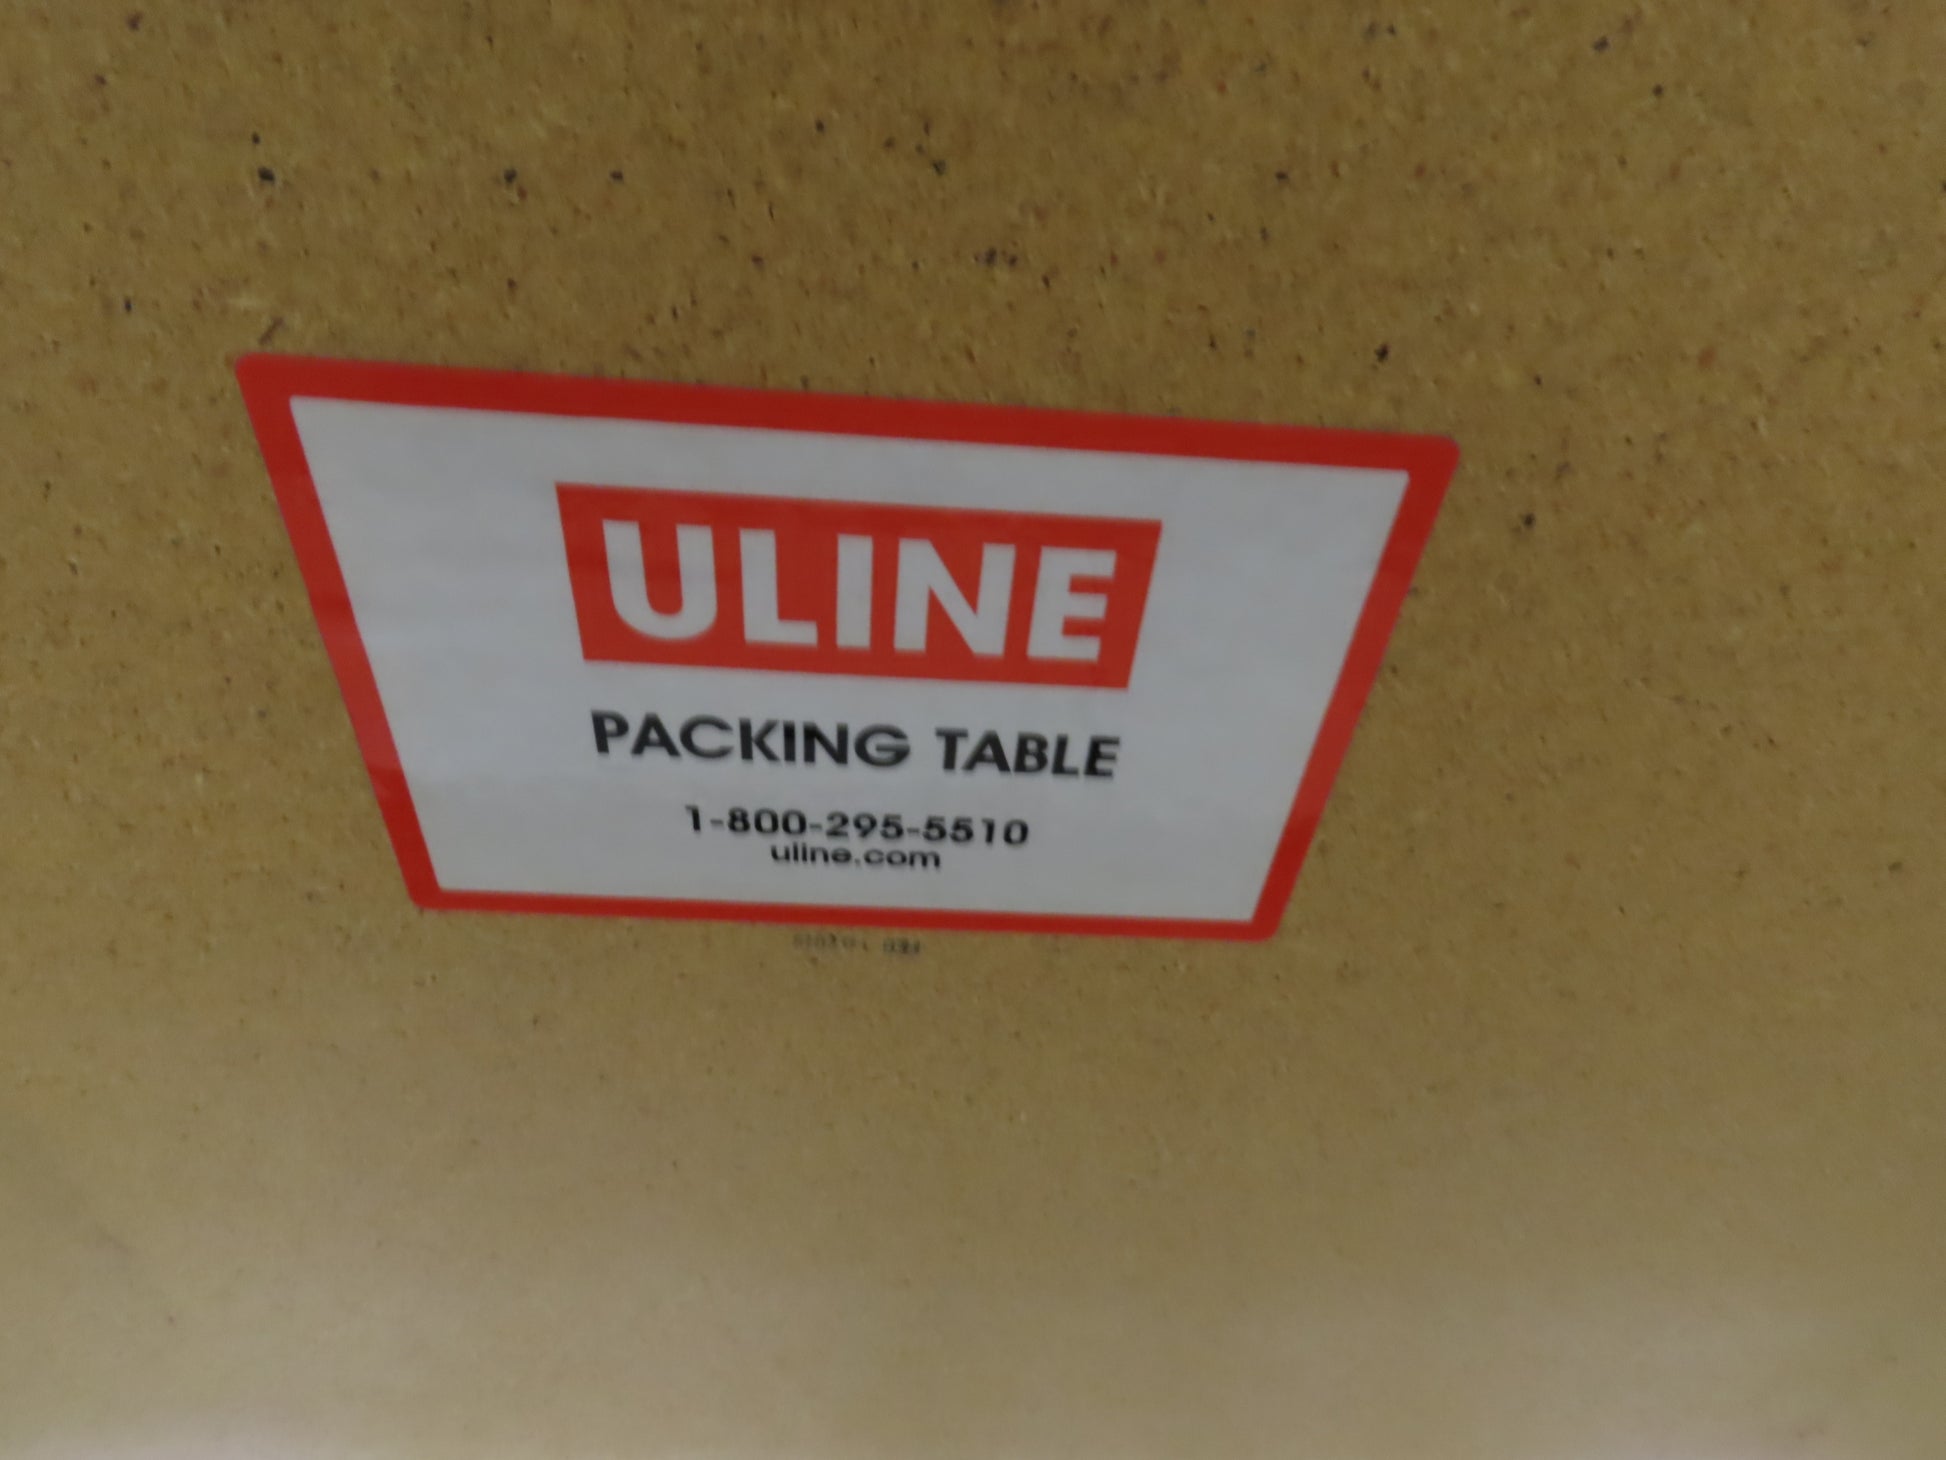 ULINE
PACKING TABLE
1-800-295-5510
uline.com